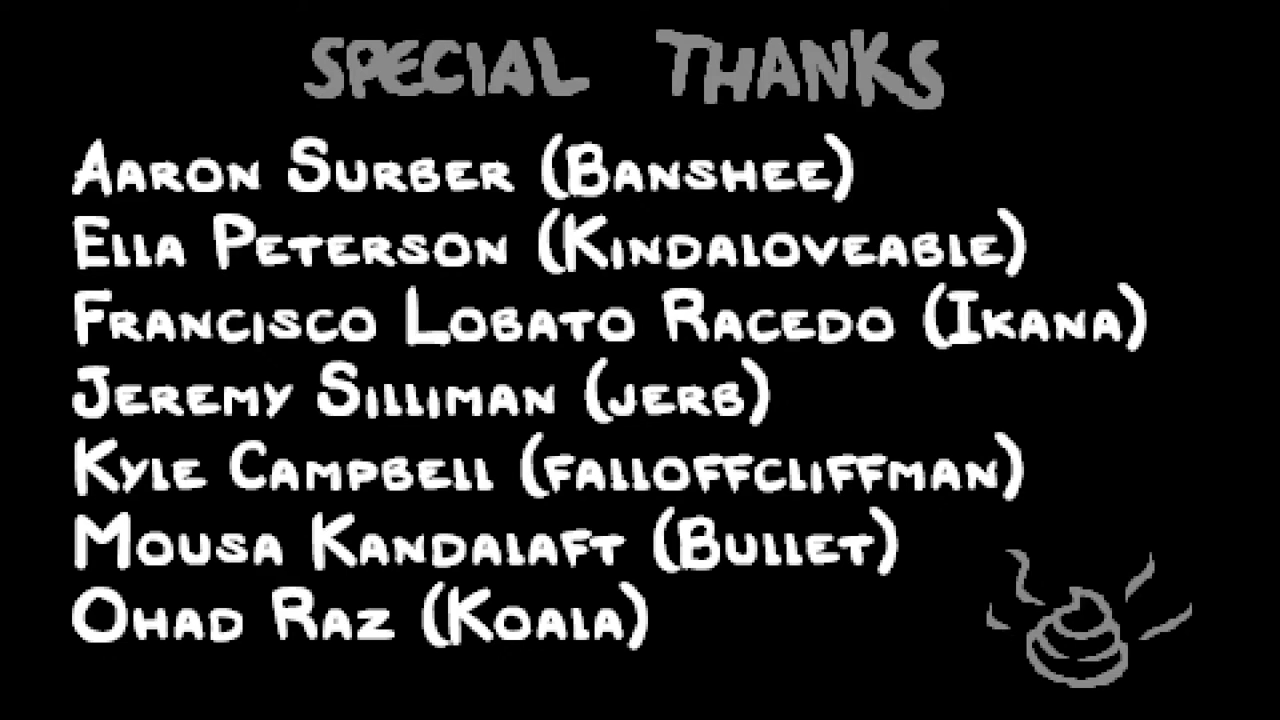 SPECIAL THANKS
Aaron Surber (Banshee)
Ella Peterson (Kindaloveable)
Francisco Lobato Racedo (Ikana)
Jeremy Silliman (jerb)
Kyle Campbell (falloffcliffman)
Mousa Kandalaft (Bullet)
Ohad Raz (Koala)